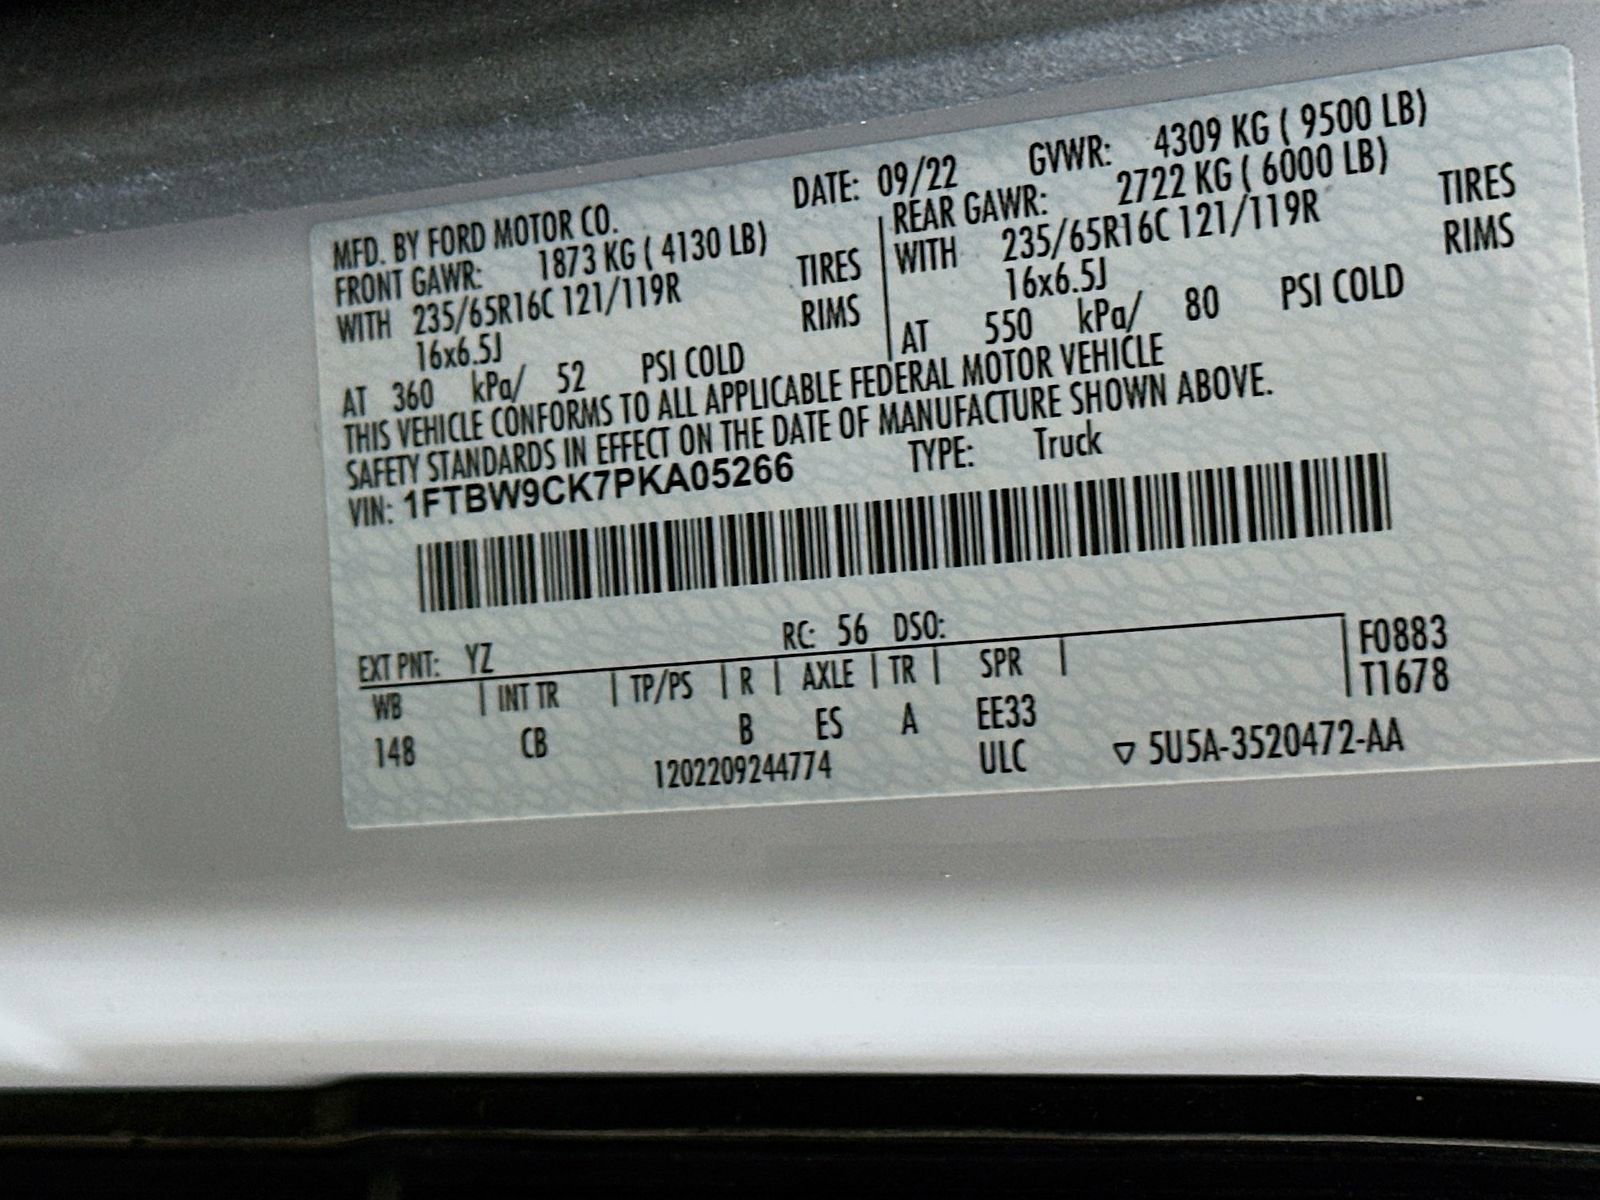 MFD. BY FORD MOTOR CO. DATE: 09/22 GVWR: 4309 KG ( 9500 LB)
FRONT GAWR: 1873 KG ( 4130 LB)
WITH 235/65R16C 121/119R TIRES
16x6.5J RIMS
AT 360 kPa/ 52 PSI COLD
REAR GAWR: 2722 KG ( 6000 LB)
WITH 235/65R16C 121/119R TIRES
16x6.5J RIMS
AT 550 kPa/ 80 PSI COLD
THIS VEHICLE CONFORMS TO ALL APPLICABLE FEDERAL MOTOR VEHICLE
SAFETY STANDARDS IN EFFECT ON THE DATE OF MANUFACTURE SHOWN ABOVE.
VIN: 1FTBW9CK7PKA05266 TYPE: Truck
EXT PNT: YZ RC: 56 DSO:
WB | INT TR | TP/PS | R | AXLE | TR | SPR |
148 CB B ES A EE33
F0883
T1678
1202209244774 ULC ▽ 5U5A-3520472-AA